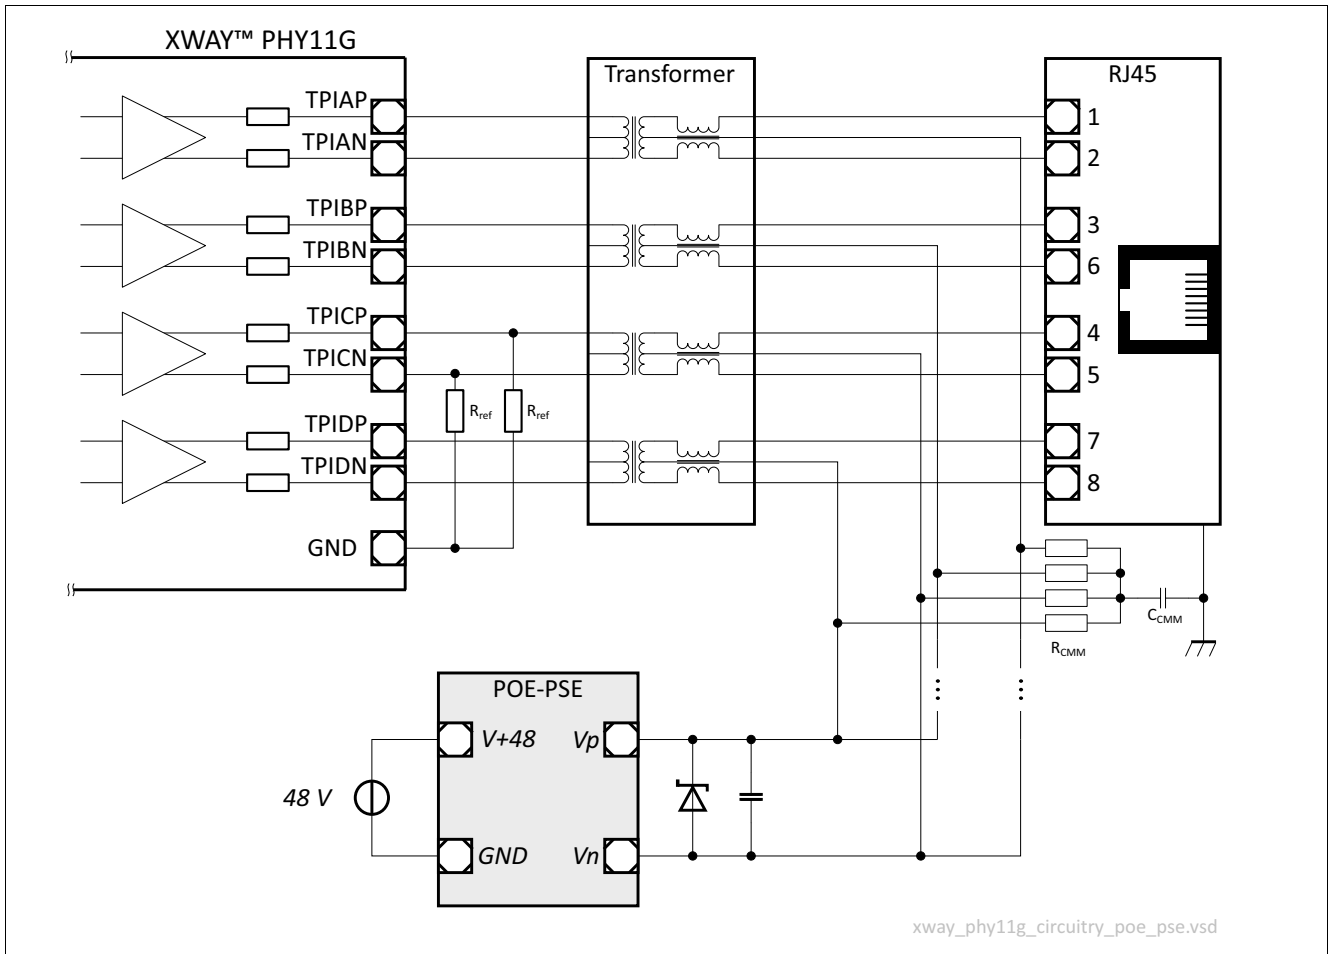 XWAY™ PHY11G
Transformer
RJ45
TPIAP
TPIAN
TPIBP
TPIBN
TPICP
TPICN
TPIDP
TPIDN
GND
Rref
Rref
1
2
3
6
4
5
7
8
CCMM
RCMM
POE-PSE
V+48
Vp
48 V
GND
Vn
xway_phy11g_circuitry_poe_pse.vsd